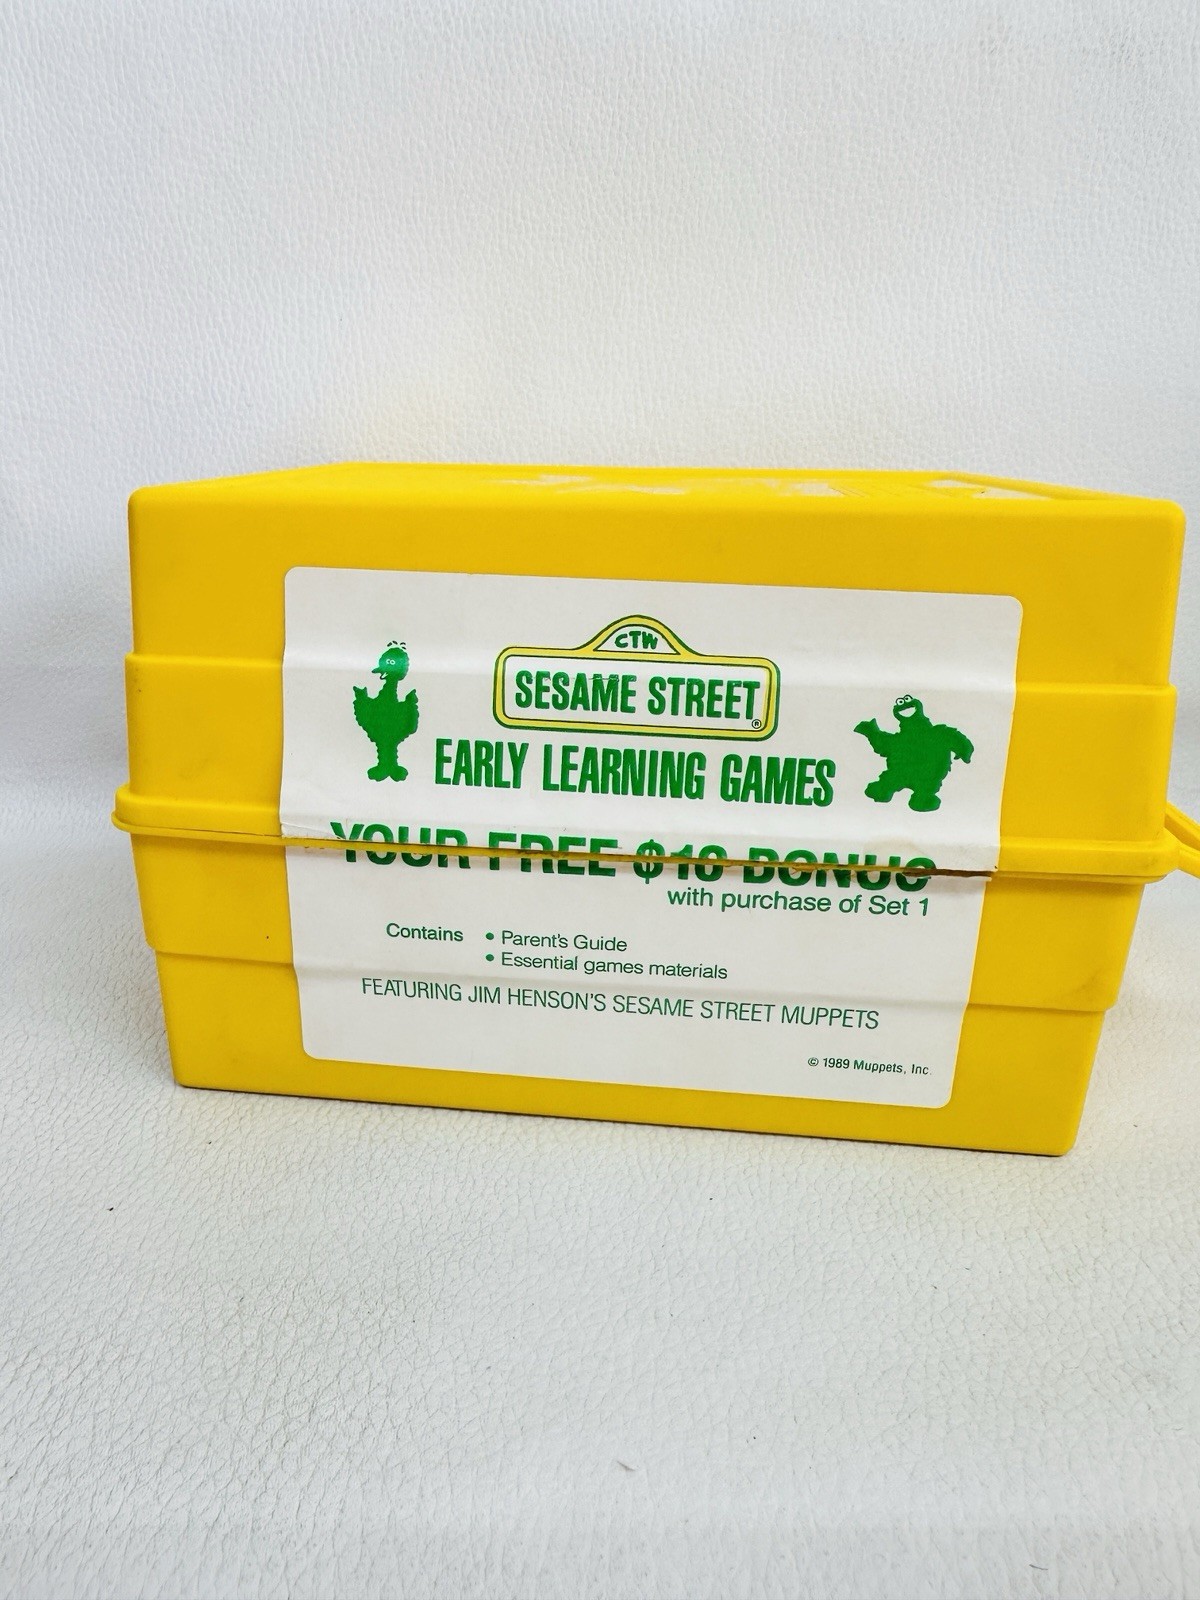 CTW
SESAME STREET®
EARLY LEARNING GAMES
YOUR FREE $10 BONUS
with purchase of Set 1
Contains • Parent's Guide
• Essential games materials
FEATURING JIM HENSON'S SESAME STREET MUPPETS
© 1989 Muppets, Inc.